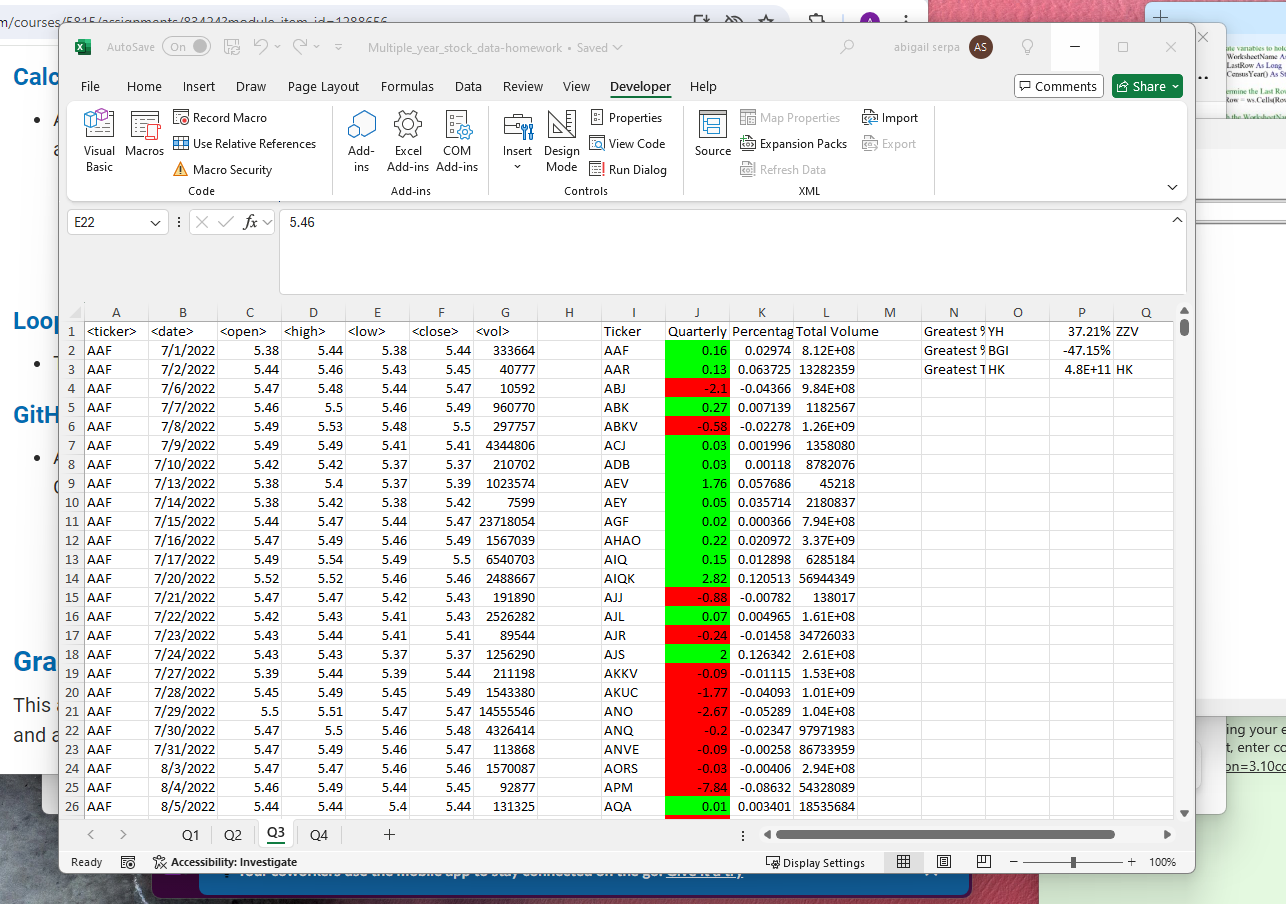 m/courses/5815/assignments/83424?module_item_id=1288656
Calc
Loop
GitH
Gra
This
and a
AutoSave On Multiple_year_stock_data-homework • Saved abigail serpa AS
File Home Insert Draw Page Layout Formulas Data Review View Developer Help Comments Share
Visual Basic
Macros
Record Macro
Use Relative References
Macro Security
Code
Add-ins
Excel Add-ins
COM Add-ins
Add-ins
Insert
Design Mode
Properties
View Code
Run Dialog
Controls
Source
Map Properties
Expansion Packs
Refresh Data
Import
Export
XML
E22 fx 5.46
A B C D E F G H I J K L M N O P Q
1 <ticker> <date> <open> <high> <low> <close> <vol> Ticker Quarterly Percentag Total Volume Greatest % YH 37.21% ZZV
2 AAF 7/1/2022 5.38 5.44 5.38 5.44 333664 AAF 0.16 0.02974 8.12E+08 Greatest % BGI -47.15%
3 AAF 7/2/2022 5.44 5.46 5.43 5.45 40777 AAR 0.13 0.063725 13282359 Greatest T HK 4.8E+11 HK
4 AAF 7/6/2022 5.47 5.48 5.44 5.47 10592 ABJ -2.1 -0.04366 9.84E+08
5 AAF 7/7/2022 5.46 5.5 5.46 5.49 960770 ABK 0.27 0.007139 1182567
6 AAF 7/8/2022 5.49 5.53 5.48 5.5 297757 ABKV -0.58 -0.02278 1.26E+09
7 AAF 7/9/2022 5.49 5.49 5.41 5.41 4344806 ACJ 0.03 0.001996 1358080
8 AAF 7/10/2022 5.42 5.42 5.37 5.37 210702 ADB 0.03 0.00118 8782076
9 AAF 7/13/2022 5.38 5.4 5.37 5.39 1023574 AEV 1.76 0.057686 45218
10 AAF 7/14/2022 5.38 5.42 5.38 5.42 7599 AEY 0.05 0.035714 2180837
11 AAF 7/15/2022 5.44 5.47 5.44 5.47 23718054 AGF 0.02 0.000366 7.94E+08
12 AAF 7/16/2022 5.47 5.49 5.46 5.49 1567039 AHAO 0.22 0.020972 3.37E+09
13 AAF 7/17/2022 5.49 5.54 5.49 5.5 6540703 AIQ 0.15 0.012898 6285184
14 AAF 7/20/2022 5.52 5.52 5.46 5.46 2488667 AIQK 2.82 0.120513 56944349
15 AAF 7/21/2022 5.47 5.47 5.42 5.43 191890 AJJ -0.88 -0.00782 138017
16 AAF 7/22/2022 5.42 5.43 5.41 5.43 2526282 AJL 0.07 0.004965 1.61E+08
17 AAF 7/23/2022 5.43 5.44 5.41 5.41 89544 AJR -0.24 -0.01458 34726033
18 AAF 7/24/2022 5.43 5.43 5.37 5.37 1256290 AJS 2 0.126342 2.61E+08
19 AAF 7/27/2022 5.39 5.44 5.39 5.44 211198 AKKV -0.09 -0.01115 1.53E+08
20 AAF 7/28/2022 5.45 5.49 5.45 5.49 1543380 AKUC -1.77 -0.04093 1.01E+09
21 AAF 7/29/2022 5.5 5.51 5.47 5.47 14555546 ANO -2.67 -0.05289 1.04E+08
22 AAF 7/30/2022 5.47 5.5 5.46 5.48 4326414 ANQ -0.2 -0.02347 97971983
23 AAF 7/31/2022 5.47 5.49 5.46 5.47 113868 ANVE -0.09 -0.00258 86733959
24 AAF 8/3/2022 5.47 5.47 5.46 5.46 1570087 AORS -0.03 -0.00406 2.94E+08
25 AAF 8/4/2022 5.46 5.49 5.44 5.45 92877 APM -7.84 -0.08632 54328089
26 AAF 8/5/2022 5.44 5.44 5.4 5.44 131325 AQA 0.01 0.003401 18535684
Q1 Q2 Q3 Q4 +
Ready Accessibility: Investigate Display Settings 100%
WorksheetName As
LastRow As Long
CensusYear() As St
ermine the Last Row
Row = ws.Cells(Row
ing your e
t, enter co
on=3.10co